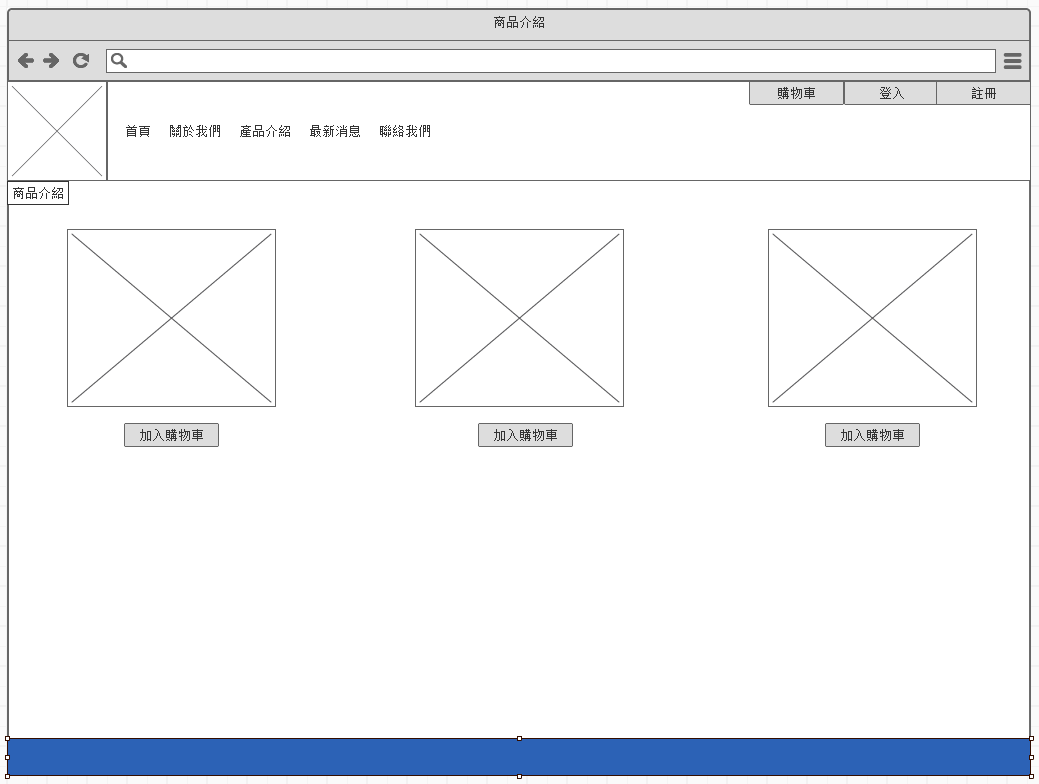 商品介紹
購物車 登入 註冊
首頁 關於我們 產品介紹 最新消息 聯絡我們
商品介紹
加入購物車 加入購物車 加入購物車